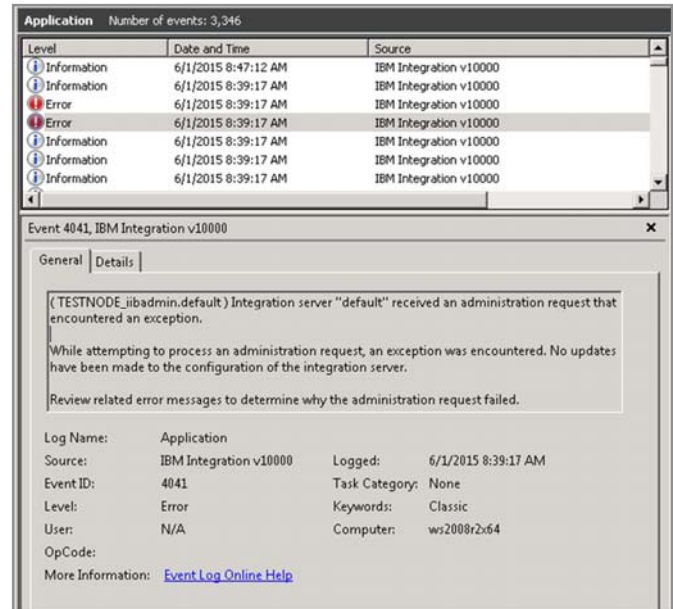 Application Number of events: 3,346
Level Date and Time Source
Information 6/1/2015 8:47:12 AM IBM Integration v10000
Information 6/1/2015 8:39:17 AM IBM Integration v10000
Error 6/1/2015 8:39:17 AM IBM Integration v10000
Error 6/1/2015 8:39:17 AM IBM Integration v10000
Information 6/1/2015 8:39:17 AM IBM Integration v10000
Information 6/1/2015 8:39:17 AM IBM Integration v10000
Information 6/1/2015 8:39:17 AM IBM Integration v10000
Event 4041, IBM Integration v10000
General Details
( TESTNODE_iibadmin.default ) Integration server "default" received an administration request that
encountered an exception.
While attempting to process an administration request, an exception was encountered. No updates
have been made to the configuration of the integration server.
Review related error messages to determine why the administration request failed.
Log Name: Application
Source: IBM Integration v10000 Logged: 6/1/2015 8:39:17 AM
Event ID: 4041 Task Category: None
Level: Error Keywords: Classic
User: N/A Computer: ws2008r2x64
OpCode:
More Information: Event Log Online Help